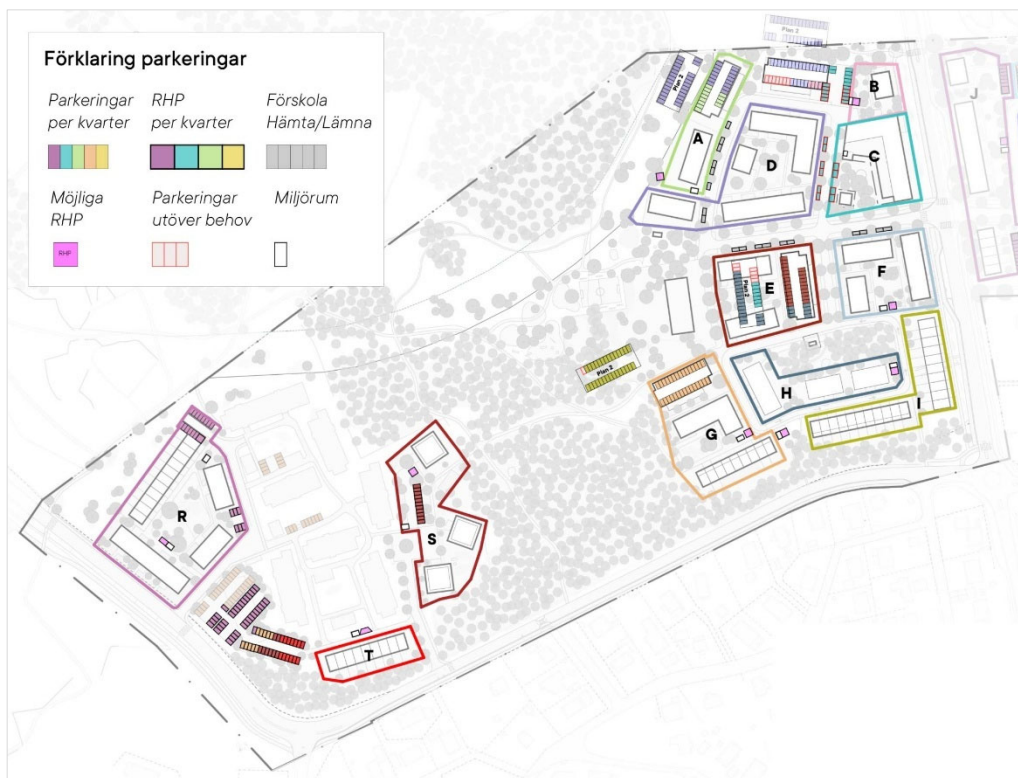 Förklaring parkeringar
Parkeringar
per kvarter
RHP
per kvarter
Förskola
Hämta/Lämna
Möjliga
RHP
Parkeringar
utöver behov
Miljörum
RHP
Plan 2
Plan 2
A
B
J
D
C
E
Plan 2
F
Plan 2
H
I
G
R
S
T